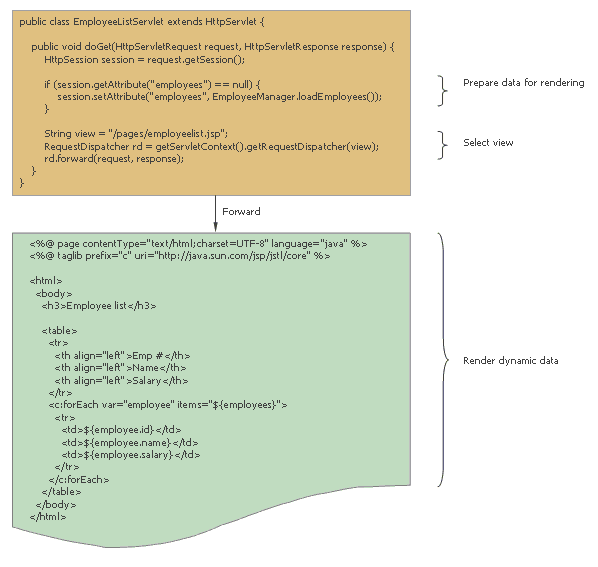 public class EmployeeListServlet extends HttpServlet {
public void doGet(HttpServletRequest request, HttpServletResponse response) {
HttpSession session = request.getSession();
if (session.getAttribute("employees") == null) {
session.setAttribute("employees", EmployeeManager.loadEmployees());
}
Prepare data for rendering
String view = "/pages/employeelist.jsp";
RequestDispatcher rd = getServletContext().getRequestDispatcher(view);
rd.forward(request, response);
}
}
Select view
Forward
<%@ page contentType="text/html;charset=UTF-8" language="java" %>
<%@ taglib prefix="c" uri="http://java.sun.com/jsp/jstl/core" %>
<html>
<body>
<h3>Employee list</h3>
<table>
<tr>
<th align="left">Emp #</th>
<th align="left">Name</th>
<th align="left">Salary</th>
</tr>
<c:forEach var="employee" items="${employees}">
<tr>
<td>${employee.id}</td>
<td>${employee.name}</td>
<td>${employee.salary}</td>
</tr>
</c:forEach>
</table>
</body>
</html>
Render dynamic data